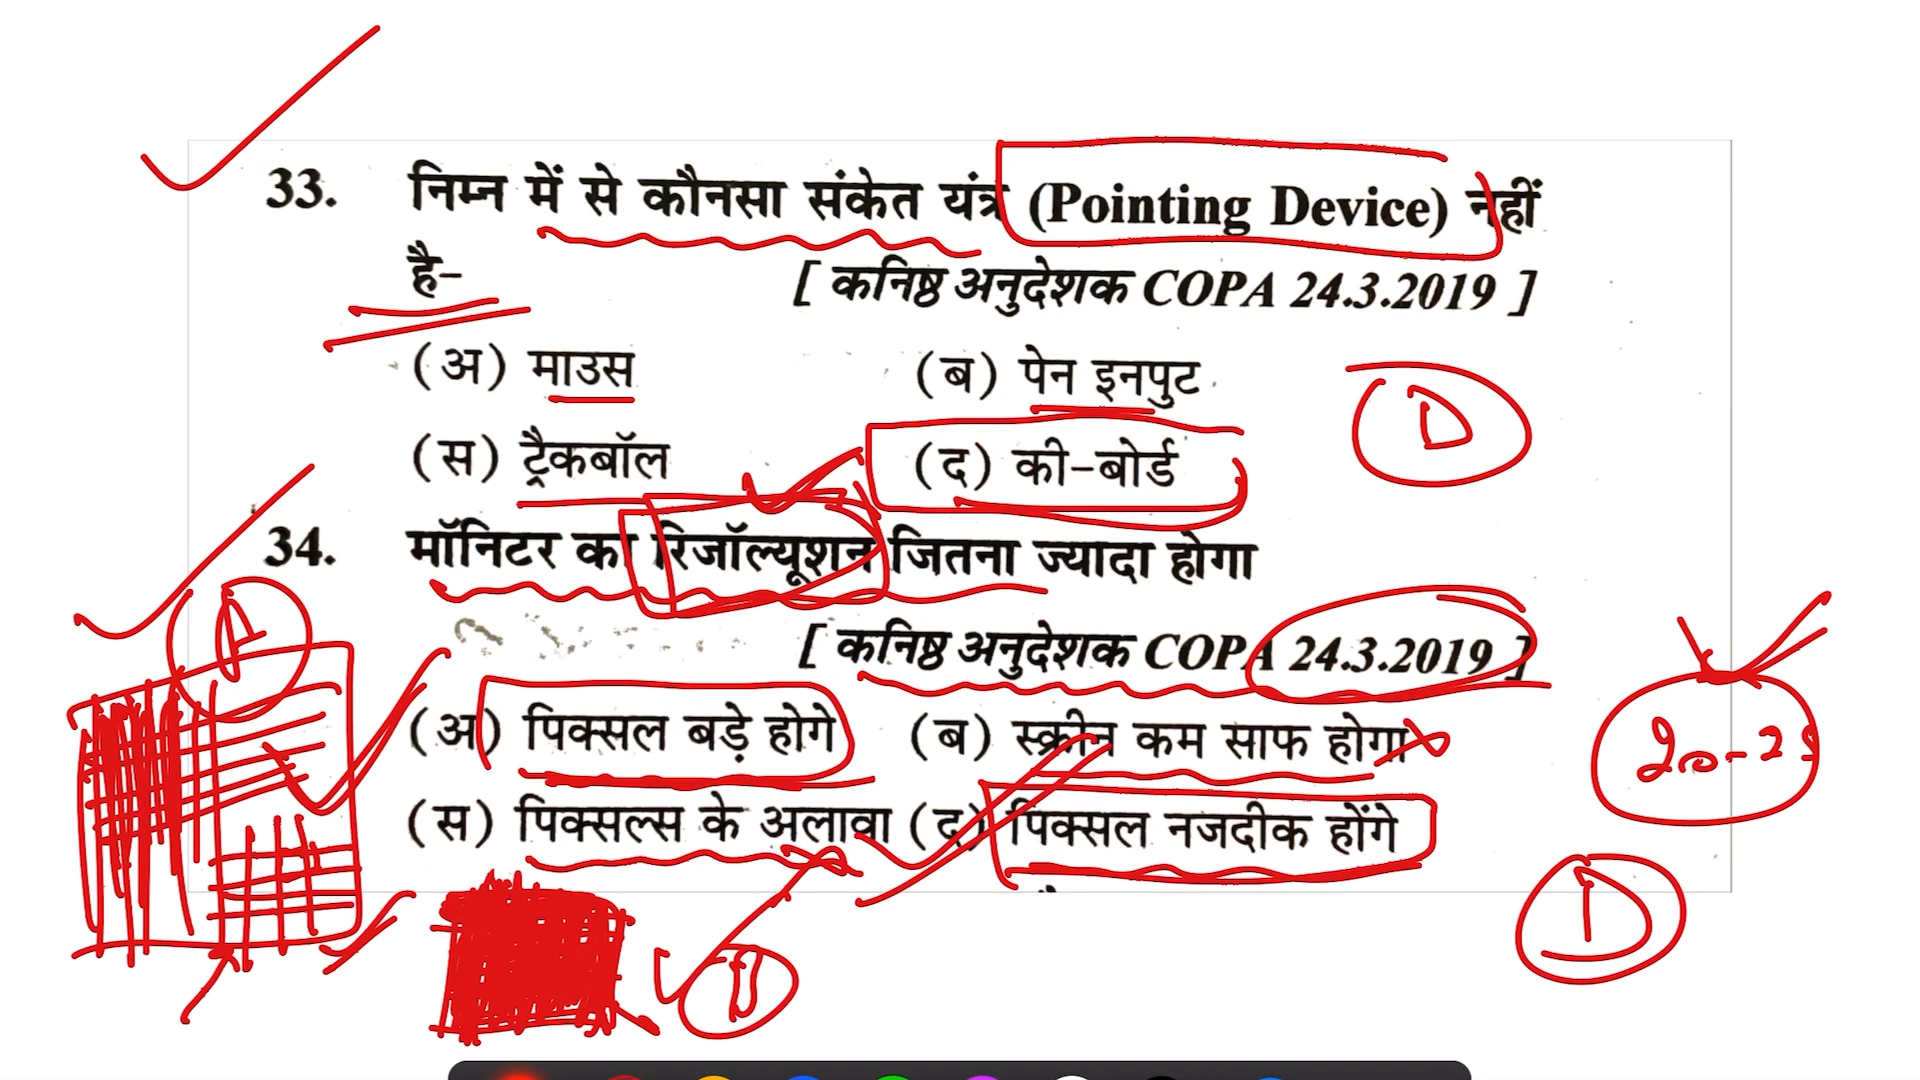 33. निम्न में से कौनसा संकेत यंत्र (Pointing Device) नहीं
है- [ कनिष्ठ अनुदेशक COPA 24.3.2019 ]
(अ) माउस (ब) पेन इनपुट
(स) ट्रैकबॉल (द) की-बोर्ड
D
34. मॉनिटर का रिजॉल्यूशन जितना ज्यादा होगा
A
[ कनिष्ठ अनुदेशक COPA 24.3.2019 ]
(अ) पिक्सल बड़े होगे (ब) स्क्रीन कम साफ होगा
(स) पिक्सल्स के अलावा (द) पिक्सल नजदीक होंगे
D